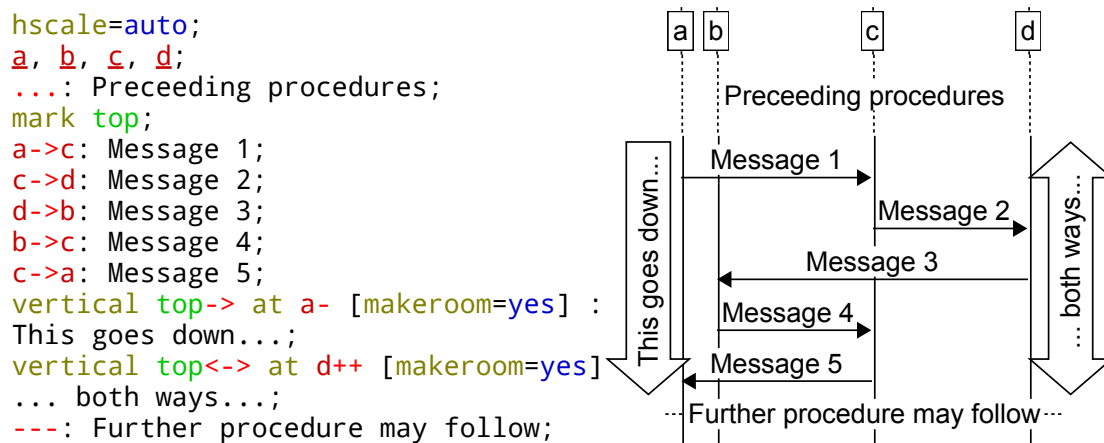 hscale=auto;
a, b, c, d;
...: Preceeding procedures;
mark top;
a->c: Message 1;
c->d: Message 2;
d->b: Message 3;
b->c: Message 4;
c->a: Message 5;
vertical top-> at a- [makeroom=yes] :
This goes down...;
vertical top<-> at d++ [makeroom=yes]
... both ways...;
---: Further procedure may follow;
a b c d
Preceeding procedures
This goes down...
Message 1
Message 2
Message 3
Message 4
Message 5
... both ways...
Further procedure may follow